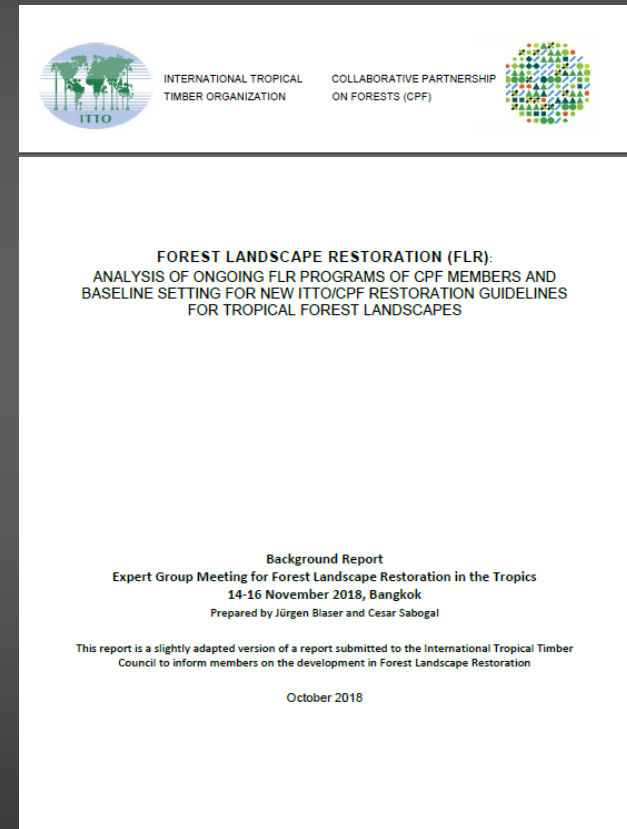 ITTO
INTERNATIONAL TROPICAL
TIMBER ORGANIZATION
COLLABORATIVE PARTNERSHIP
ON FORESTS (CPF)
FOREST LANDSCAPE RESTORATION (FLR):
ANALYSIS OF ONGOING FLR PROGRAMS OF CPF MEMBERS AND
BASELINE SETTING FOR NEW ITTO/CPF RESTORATION GUIDELINES
FOR TROPICAL FOREST LANDSCAPES
Background Report
Expert Group Meeting for Forest Landscape Restoration in the Tropics
14-16 November 2018, Bangkok
Prepared by Jürgen Blaser and Cesar Sabogal
This report is a slightly adapted version of a report submitted to the International Tropical Timber
Council to inform members on the development in Forest Landscape Restoration
October 2018